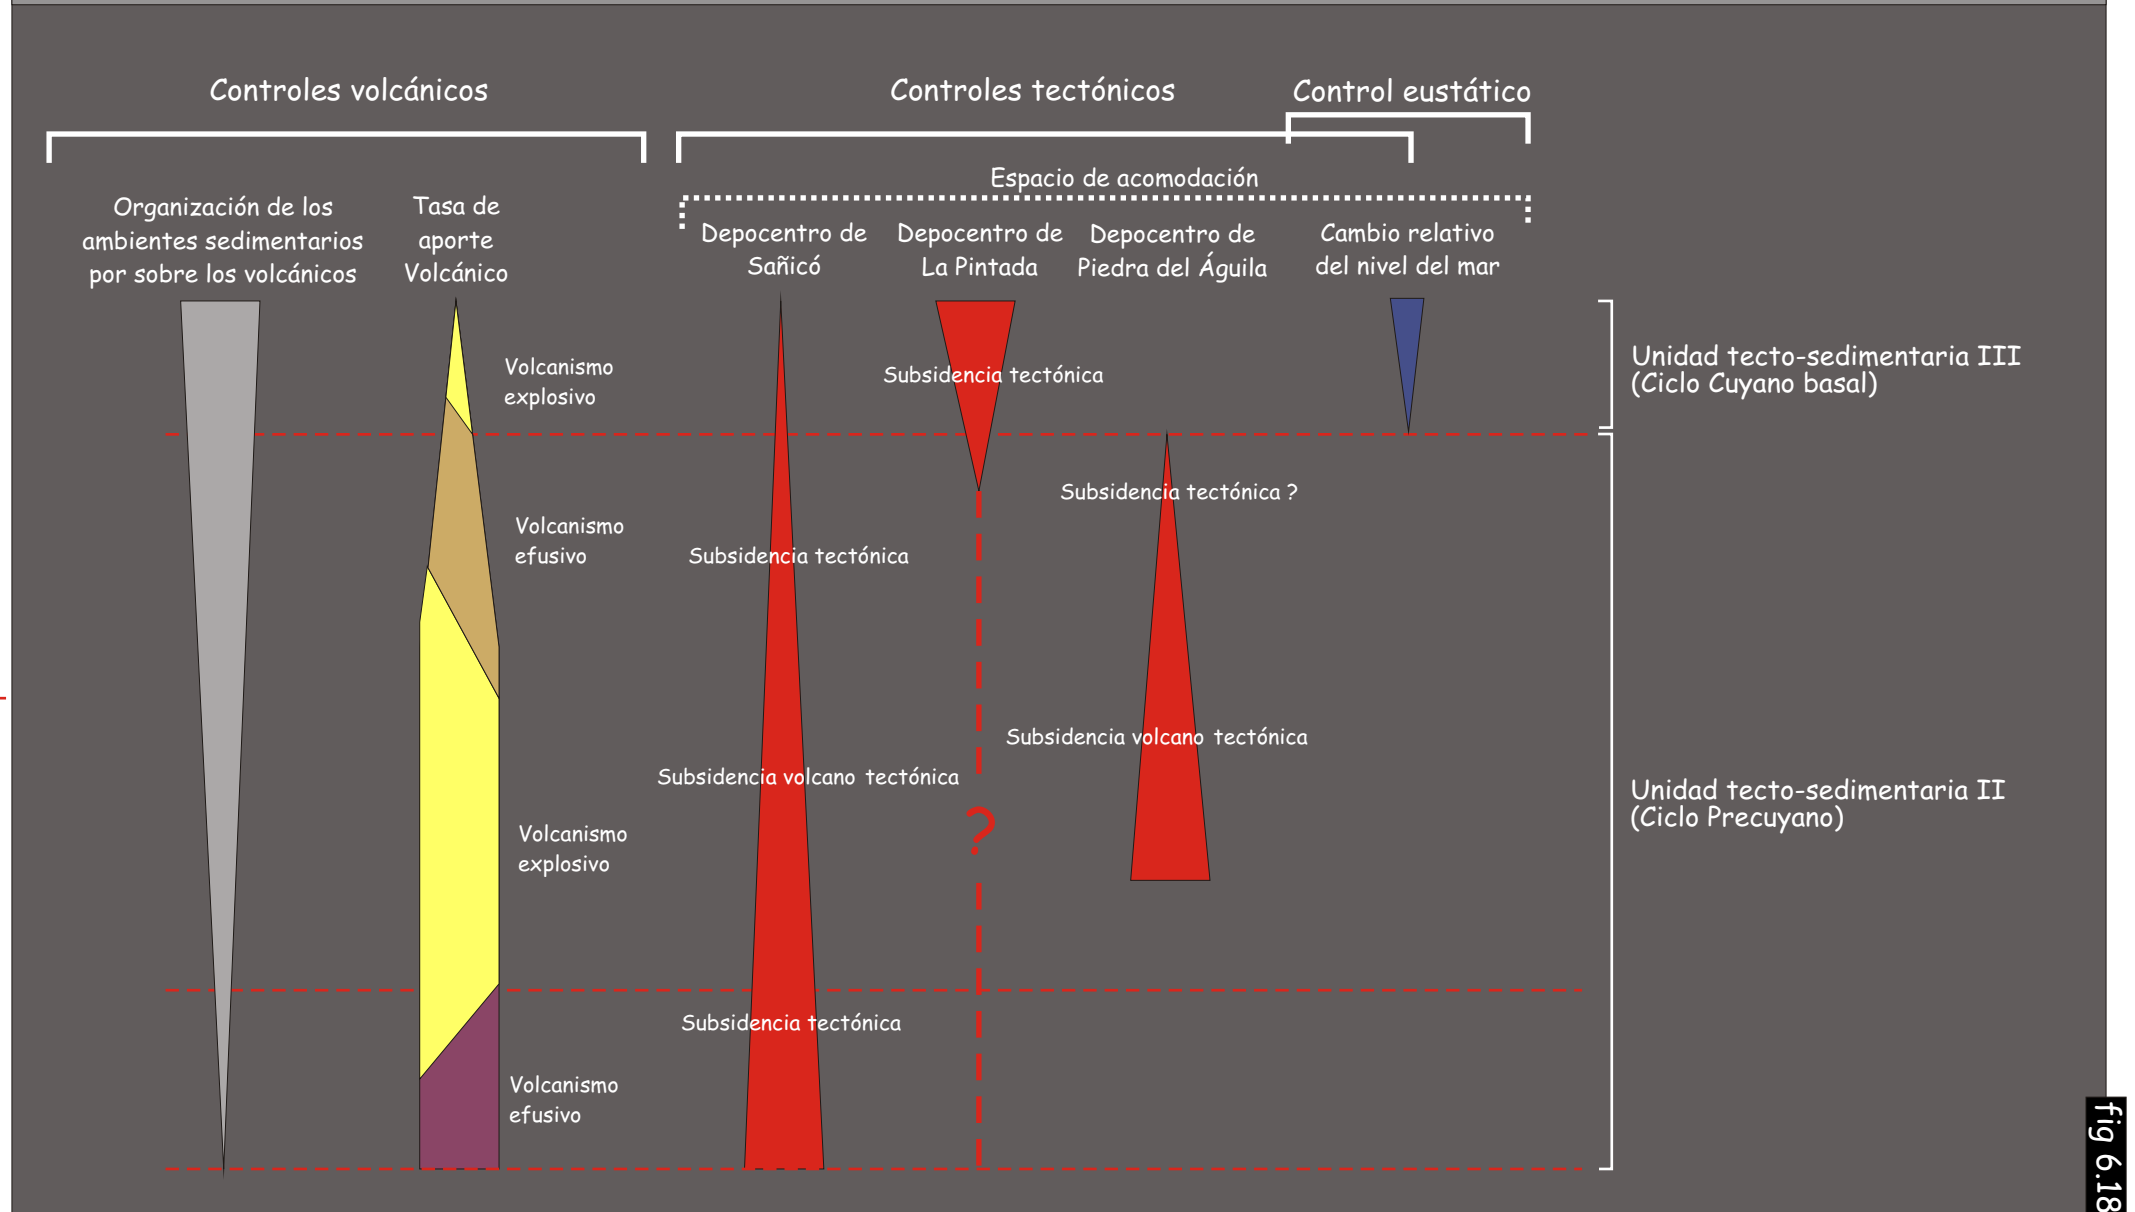 Controles volcánicos
Controles tectónicos
Control eustático
Espacio de acomodación
Organización de los
ambientes sedimentarios
por sobre los volcánicos
Tasa de
aporte
Volcánico
Depocentro de
Sañicó
Depocentro de
La Pintada
Depocentro de
Piedra del Águila
Cambio relativo
del nivel del mar
Volcanismo
explosivo
Subsidencia tectónica
Unidad tecto-sedimentaria III
(Ciclo Cuyano basal)
Subsidencia tectónica ?
Volcanismo
efusivo
Subsidencia tectónica
Subsidencia volcano tectónica
Subsidencia volcano tectónica
?
Unidad tecto-sedimentaria II
(Ciclo Precuyano)
Volcanismo
explosivo
Subsidencia tectónica
Volcanismo
efusivo
fig 6.18